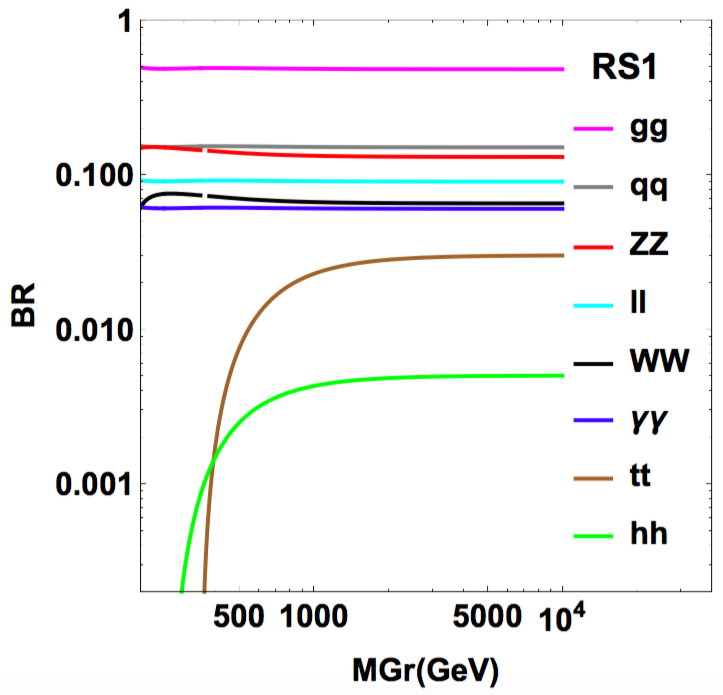 1
0.100
0.010
0.001
BR
RS1
gg
qq
ZZ
ll
WW
γγ
tt
hh
500 1000 5000 10⁴
MGr(GeV)